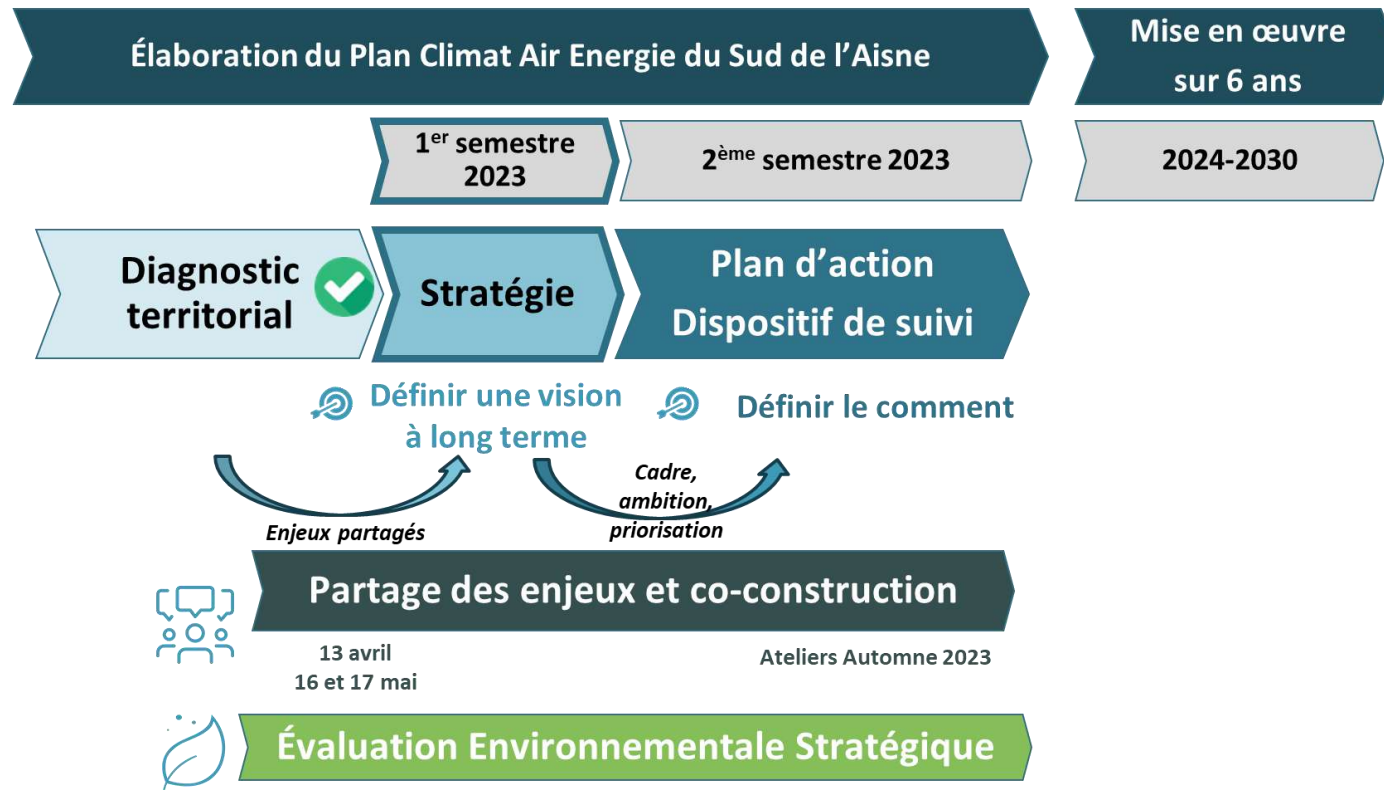 Élaboration du Plan Climat Air Energie du Sud de l'Aisne
Mise en œuvre
sur 6 ans
1er semestre
2023
2ème semestre 2023
2024-2030
Diagnostic
territorial
Stratégie
Plan d'action
Dispositif de suivi
Définir une vision
à long terme
Définir le comment
Enjeux partagés
Cadre,
ambition,
priorisation
Partage des enjeux et co-construction
13 avril
16 et 17 mai
Ateliers Automne 2023
Évaluation Environnementale Stratégique